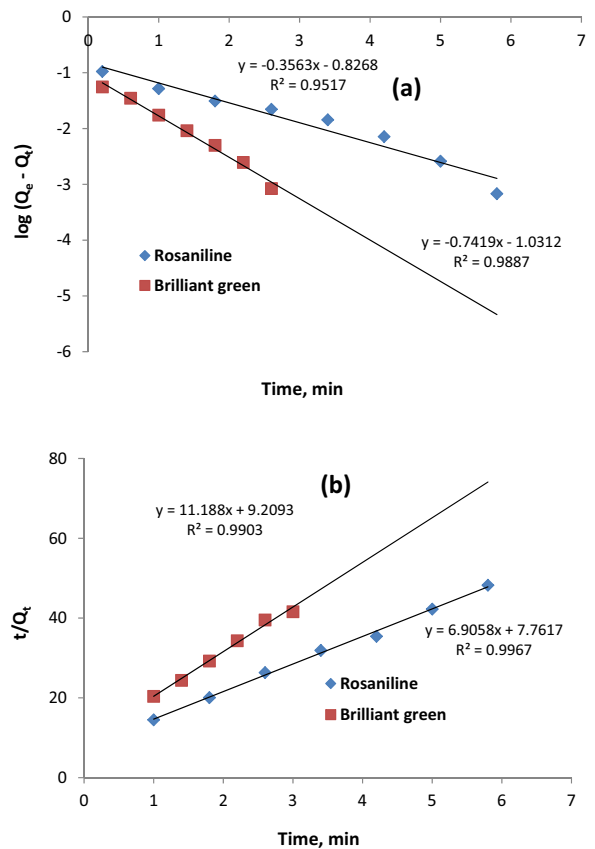 0
0 1 2 3 4 5 6 7
y = -0.3563x - 0.8268
R² = 0.9517
(a)
-1
-2
-3
-4
-5
-6
log (Qe - Qt)
y = -0.7419x - 1.0312
R² = 0.9887
Rosaniline
Brilliant green
Time, min
80
60
40
20
0
t/Qt
(b)
y = 11.188x + 9.2093
R² = 0.9903
y = 6.9058x + 7.7617
R² = 0.9967
Rosaniline
Brilliant green
0 1 2 3 4 5 6 7
Time, min